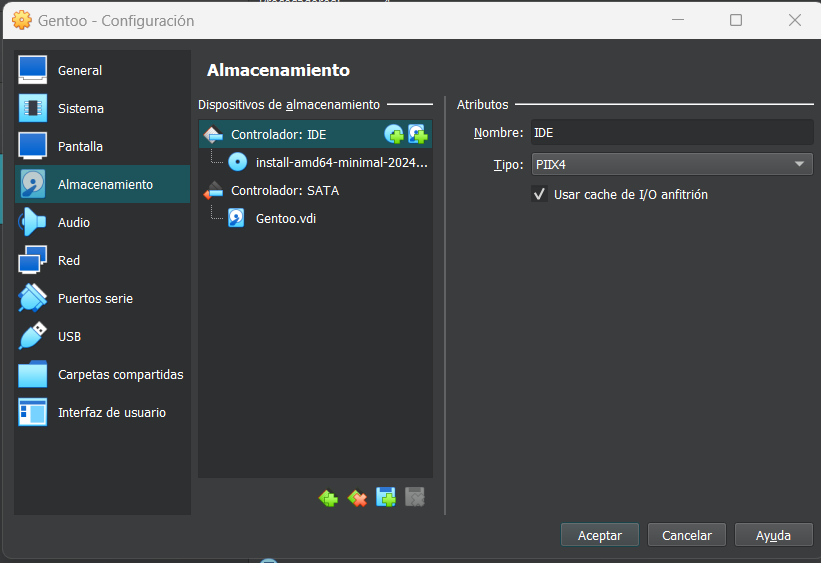 Gentoo - Configuración
General
Sistema
Pantalla
Almacenamiento
Audio
Red
Puertos serie
USB
Carpetas compartidas
Interfaz de usuario
Almacenamiento
Dispositivos de almacenamiento
Controlador: IDE
install-amd64-minimal-2024...
Controlador: SATA
Gentoo.vdi
Atributos
Nombre: IDE
Tipo: PIIX4
Usar cache de I/O anfitrión
Aceptar Cancelar Ayuda